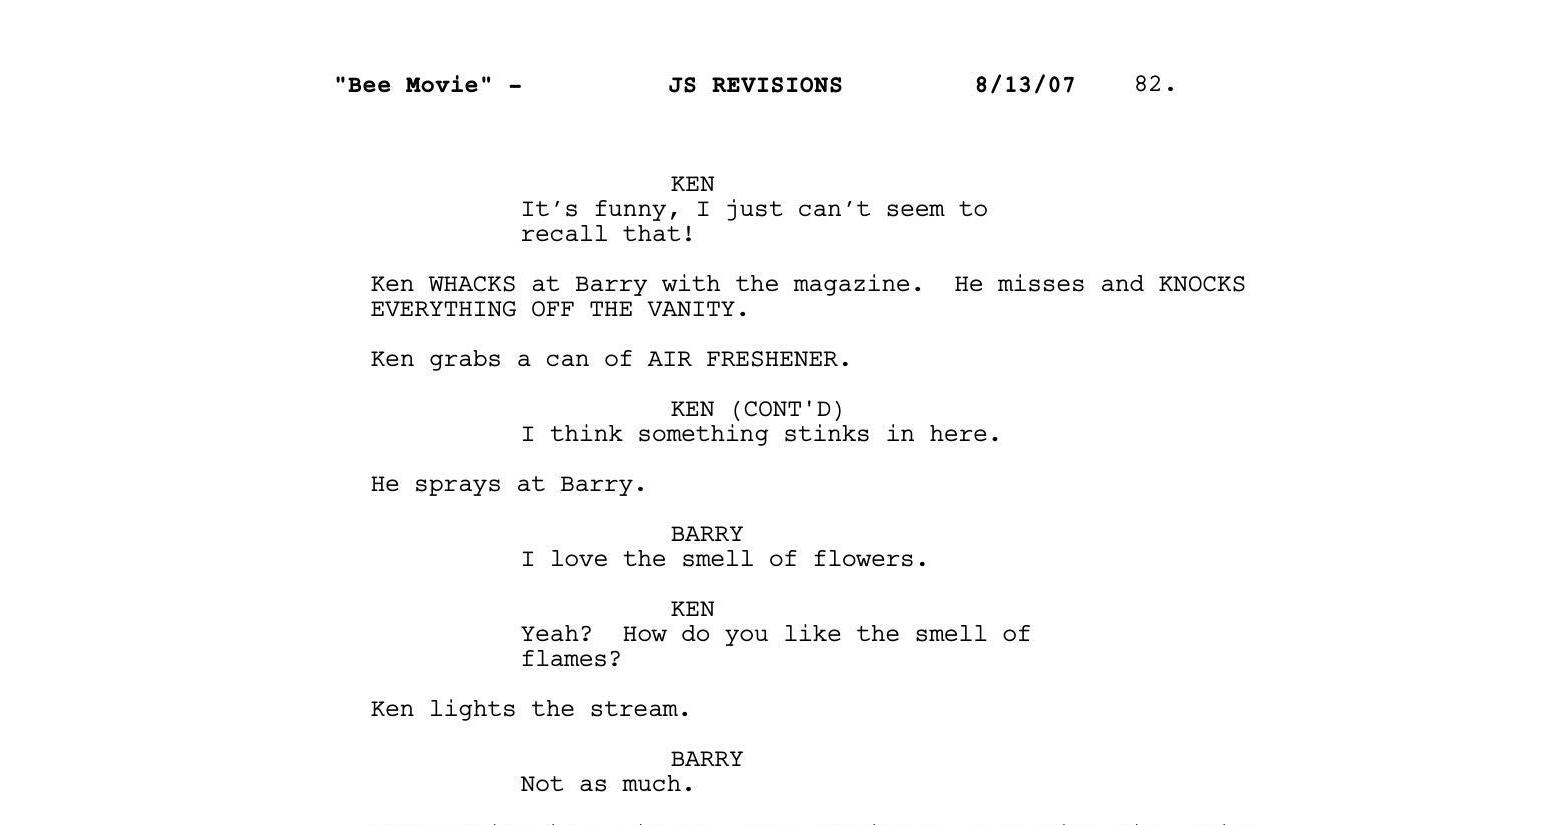 "Bee Movie" - JS REVISIONS 8/13/07 82.
KEN
It's funny, I just can't seem to
recall that!
Ken WHACKS at Barry with the magazine.  He misses and KNOCKS
EVERYTHING OFF THE VANITY.
Ken grabs a can of AIR FRESHENER.
KEN (CONT'D)
I think something stinks in here.
He sprays at Barry.
BARRY
I love the smell of flowers.
KEN
Yeah?  How do you like the smell of
flames?
Ken lights the stream.
BARRY
Not as much.